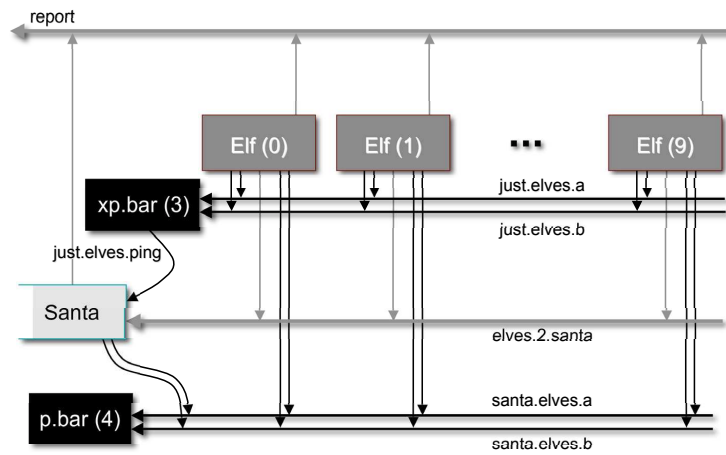 report
Elf (0)
Elf (1)
...
Elf (9)
just.elves.a
xp.bar (3)
just.elves.b
just.elves.ping
Santa
elves.2.santa
santa.elves.a
p.bar (4)
santa.elves.b